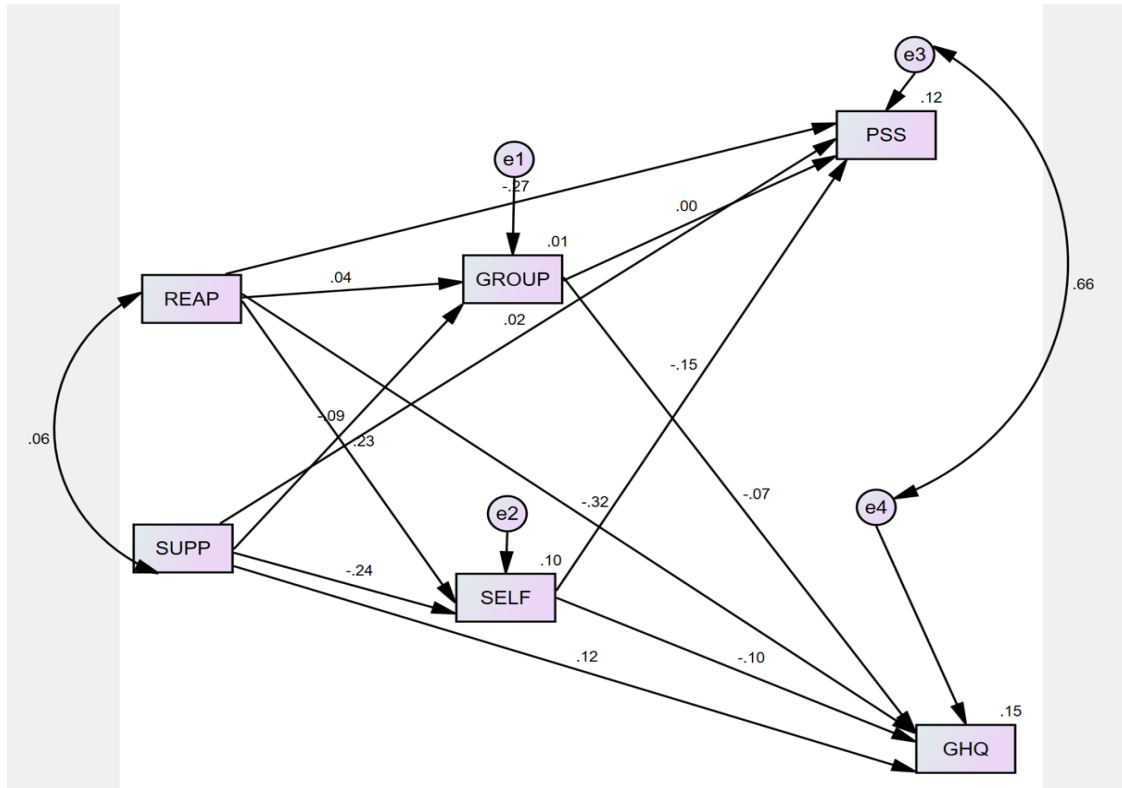 e3
.12
PSS
e1
-.27
.00
.01
GROUP
.04
REAP
.66
.02
-.15
-.09
.23
.06
-.32
-.07
e4
e2
SUPP
.10
-.24
SELF
.12
-.10
.15
GHQ